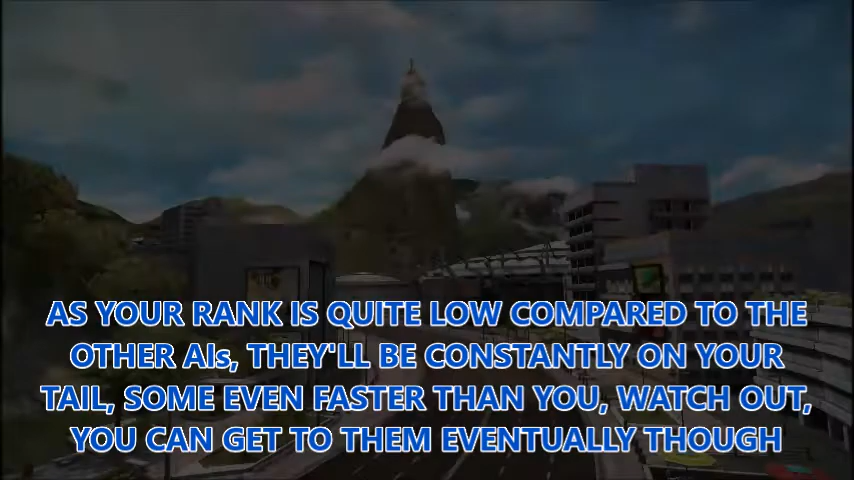 AS YOUR RANK IS QUITE LOW COMPARED TO THE
OTHER AIs, THEY'LL BE CONSTANTLY ON YOUR
TAIL, SOME EVEN FASTER THAN YOU, WATCH OUT,
YOU CAN GET TO THEM EVENTUALLY THOUGH